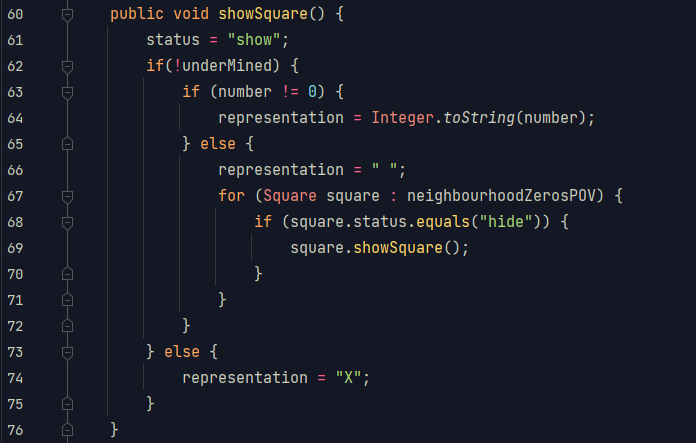 60 public void showSquare() {
61 status = "show";
62 if(!underMined) {
63 if (number != 0) {
64 representation = Integer.toString(number);
65 } else {
66 representation = " ";
67 for (Square square : neighbourhoodZerosPOV) {
68 if (square.status.equals("hide")) {
69 square.showSquare();
70 }
71 }
72 }
73 } else {
74 representation = "X";
75 }
76 }